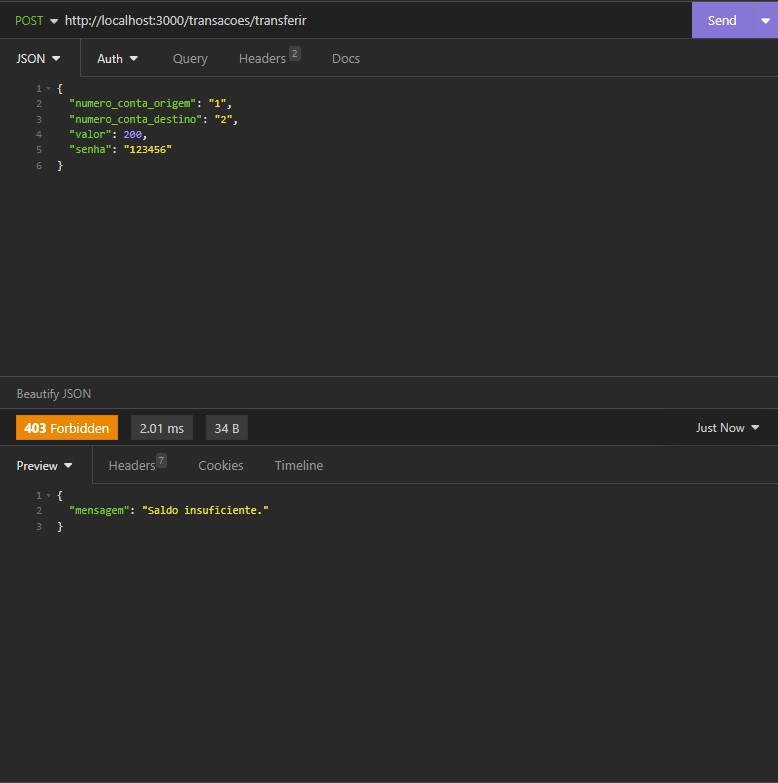 POST http://localhost:3000/transacoes/transferir Send
JSON Auth Query Headers 2 Docs
1 {
2 "numero_conta_origem": "1",
3 "numero_conta_destino": "2",
4 "valor": 200,
5 "senha": "123456"
6 }
Beautify JSON
403 Forbidden 2.01 ms 34 B Just Now
Preview Headers 7 Cookies Timeline
1 {
2 "mensagem": "Saldo insuficiente."
3 }